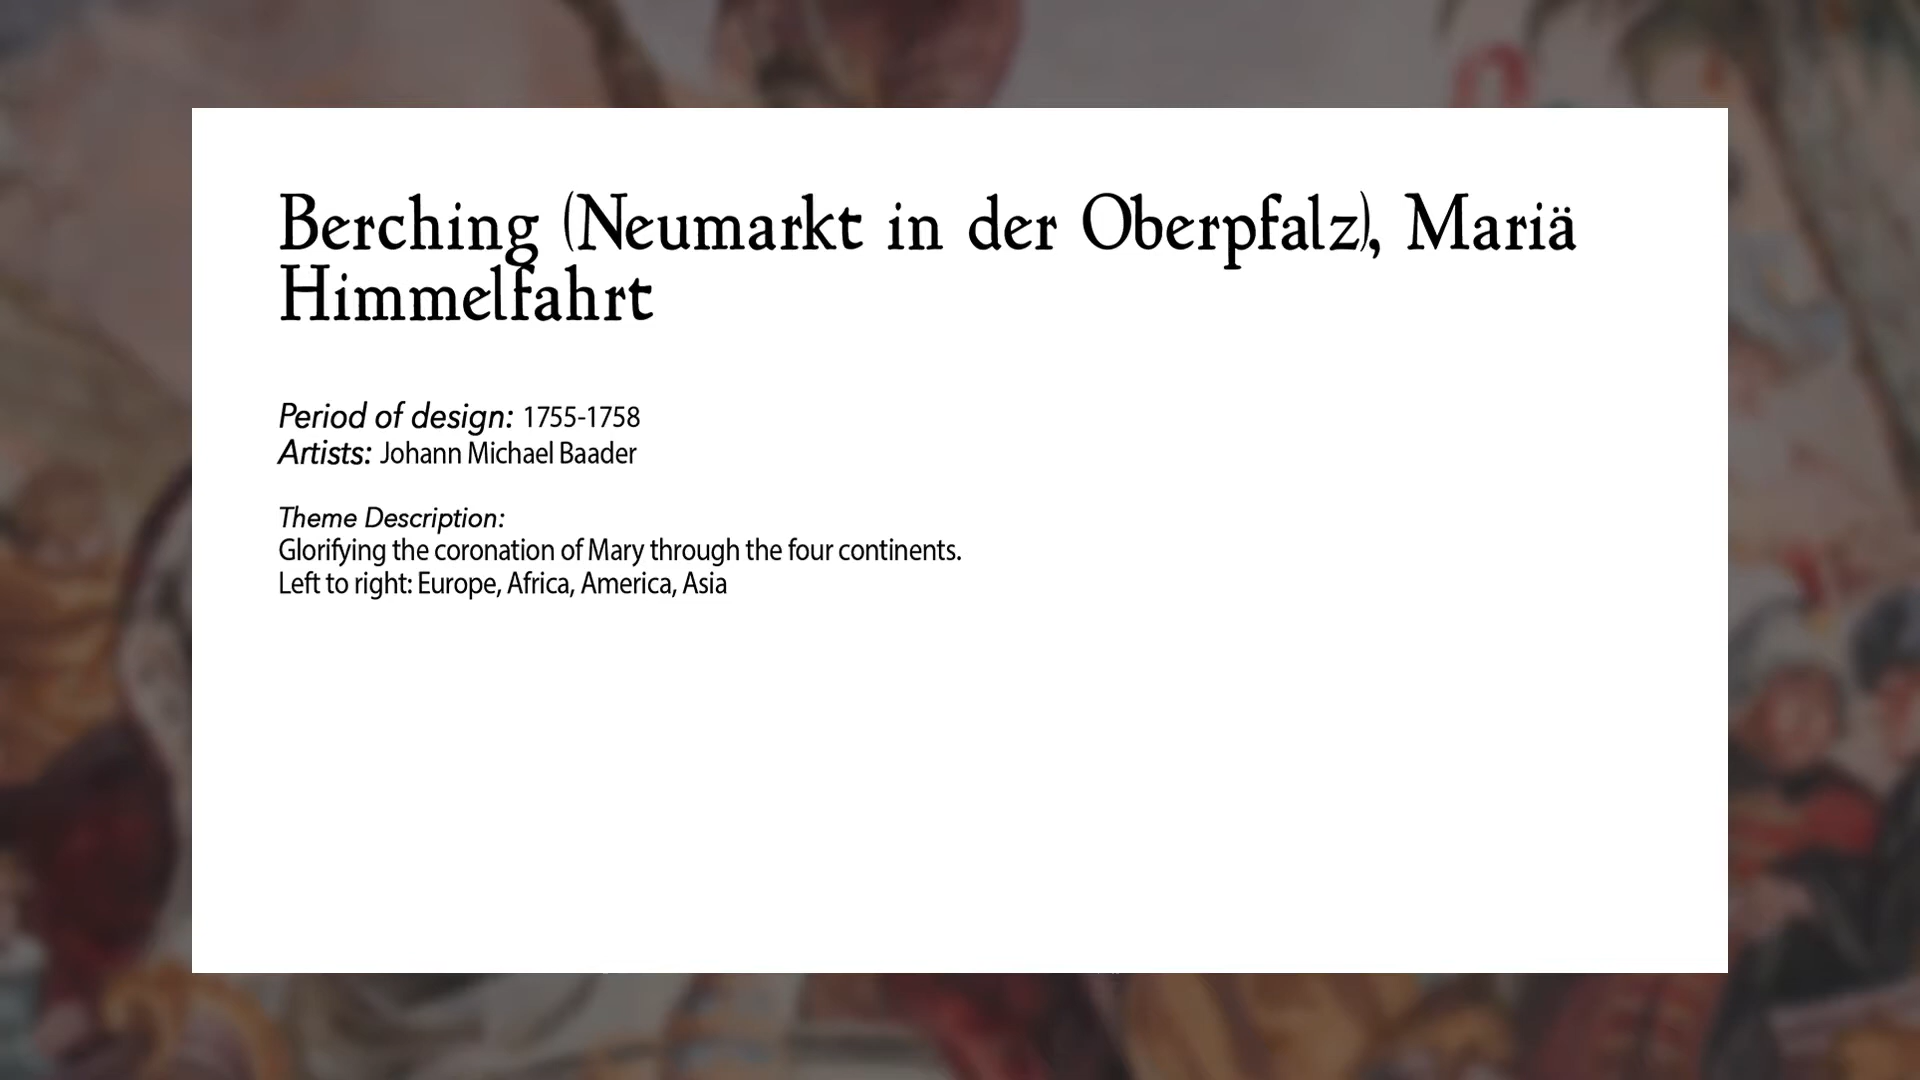 Berching (Neumarkt in der Oberpfalz), Mariä
Himmelfahrt
Period of design: 1755-1758
Artists: Johann Michael Baader
Theme Description:
Glorifying the coronation of Mary through the four continents.
Left to right: Europe, Africa, America, Asia